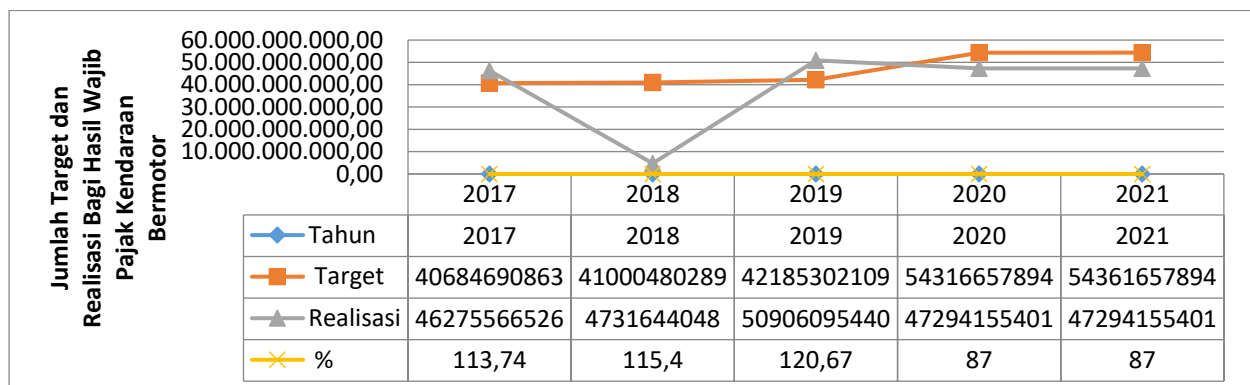 Jumlah Target dan
Realisasi Bagi Hasil Wajib
Pajak Kendaraan
Bermotor
60.000.000.000,00
50.000.000.000,00
40.000.000.000,00
30.000.000.000,00
20.000.000.000,00
10.000.000.000,00
0,00
2017 2018 2019 2020 2021
Tahun 2017 2018 2019 2020 2021
Target 40684690863 41000480289 42185302109 54316657894 54361657894
Realisasi 46275566526 4731644048 50906095440 47294155401 47294155401
% 113,74 115,4 120,67 87 87